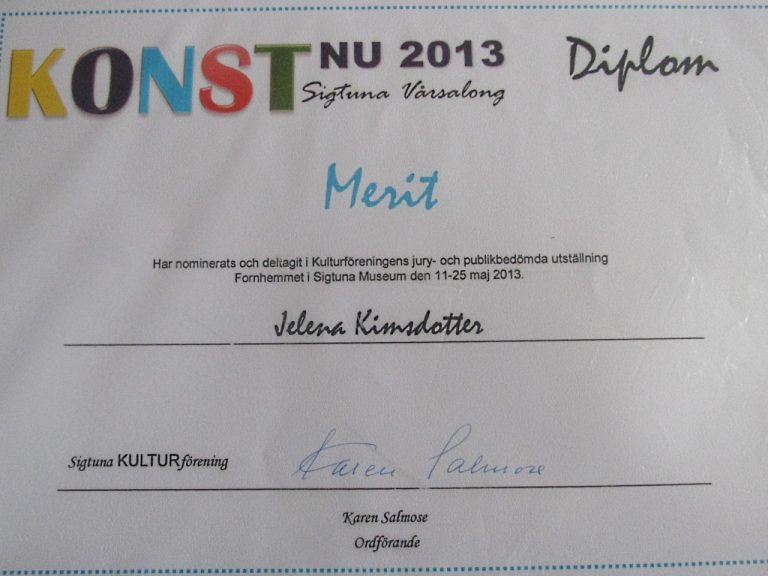 KONST NU 2013 Diplom
Sigtuna Vårsalong
Merit
Har nominerats och deltagit i Kulturföreningens jury- och publikbedömda utställning
Fornhemmet i Sigtuna Museum den 11-25 maj 2013.
Jelena Kimsdotter
Sigtuna KULTURförening Karen Salmose
Karen Salmose
Ordförande